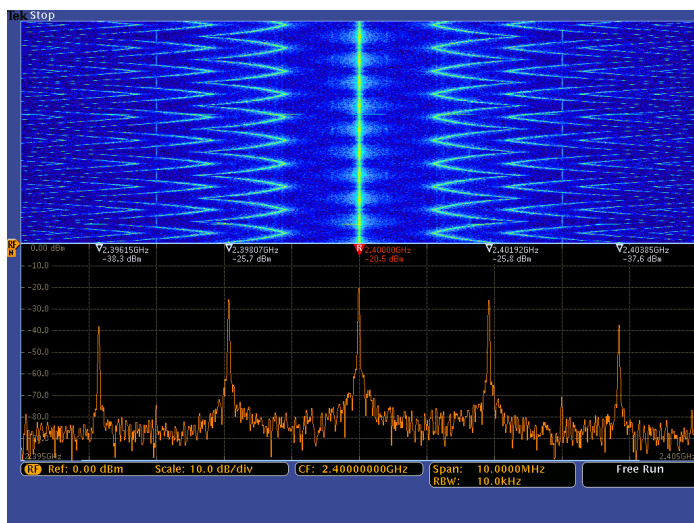 Tek Stop
RF
N
0.00 dBm
2.39615GHz
-38.3 dBm
2.39807GHz
-25.7 dBm
R
2.40000GHz
-20.5 dBm
2.40192GHz
-25.8 dBm
2.40385GHz
-37.6 dBm
-10.0
-20.0
-30.0
-40.0
-50.0
-60.0
-70.0
-80.0
2.395GHz
2.405GHz
RF Ref: 0.00 dBm Scale: 10.0 dB/div
CF: 2.40000000GHz
Span: 10.0000MHz
RBW: 10.0kHz
Free Run